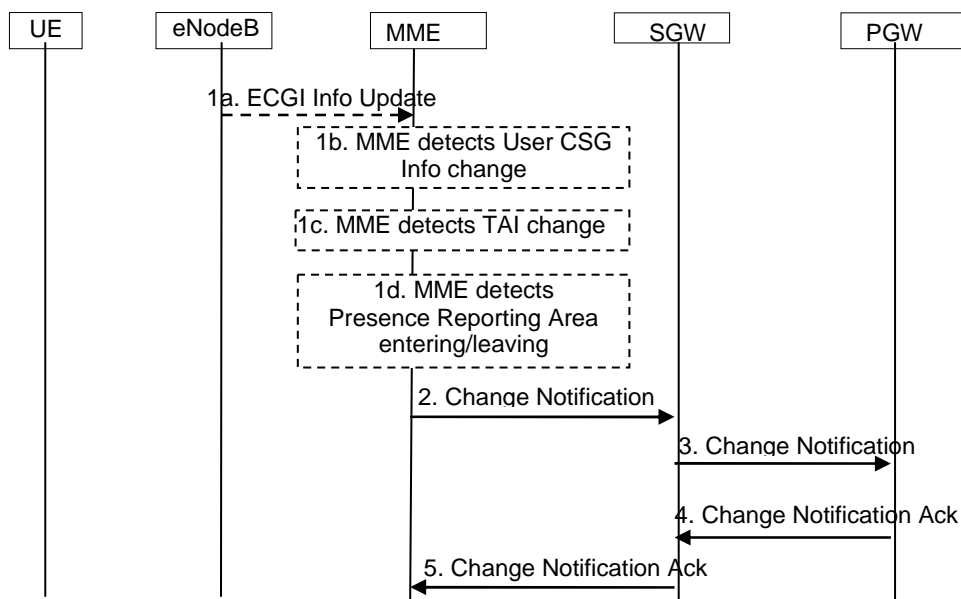 UE
eNodeB
MME
SGW
PGW
1a. ECGI Info Update
1b. MME detects User CSG
Info change
1c. MME detects TAI change
1d. MME detects
Presence Reporting Area
entering/leaving
2. Change Notification
3. Change Notification
4. Change Notification Ack
5. Change Notification Ack